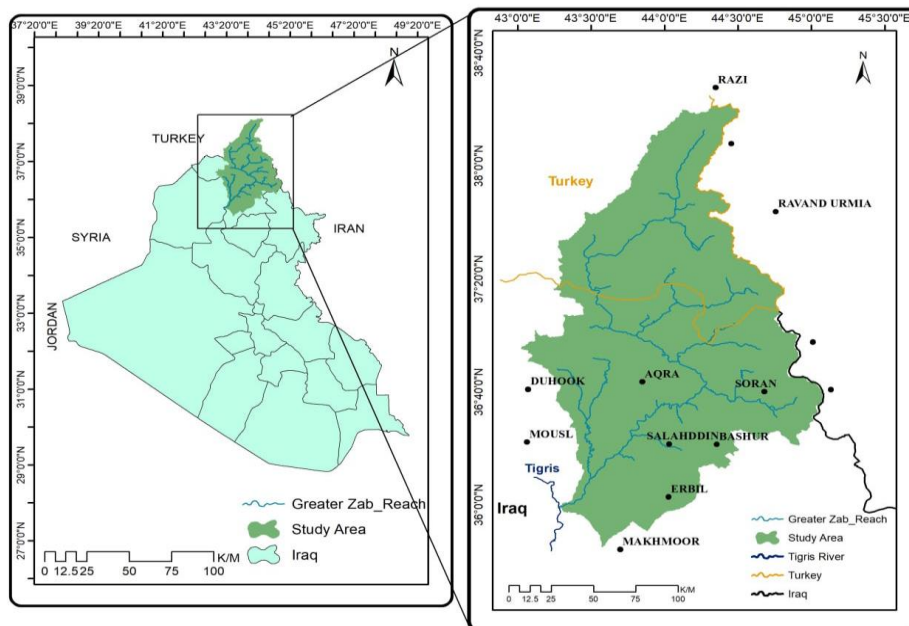 37°20'0"E 39°20'0"E 41°20'0"E 43°20'0"E 45°20'0"E 47°20'0"E 49°20'0"E
39°0'0"N
37°0'0"N
35°0'0"N
33°0'0"N
31°0'0"N
29°0'0"N
27°0'0"N
N
TURKEY
SYRIA
IRAN
JORDAN
Greater Zab_Reach
Study Area
Iraq
K/M
0 12.5 25 50 75 100
43°0'0"E 43°30'0"E 44°0'0"E 44°30'0"E 45°0'0"E 45°30'0"E
38°40'0"N
38°0'0"N
37°20'0"N
36°40'0"N
36°0'0"N
N
RAZI
Turkey
RAVAND URMIA
DUHOOK
AQRA
SORAN
MOUSL
SALAHDDINBASHUR
Tigris
ERBIL
Iraq
MAKHMOOR
Greater Zab_Reach
Study Area
Tigris River
Turkey
Iraq
K/M
0 12.5 25 50 75 100